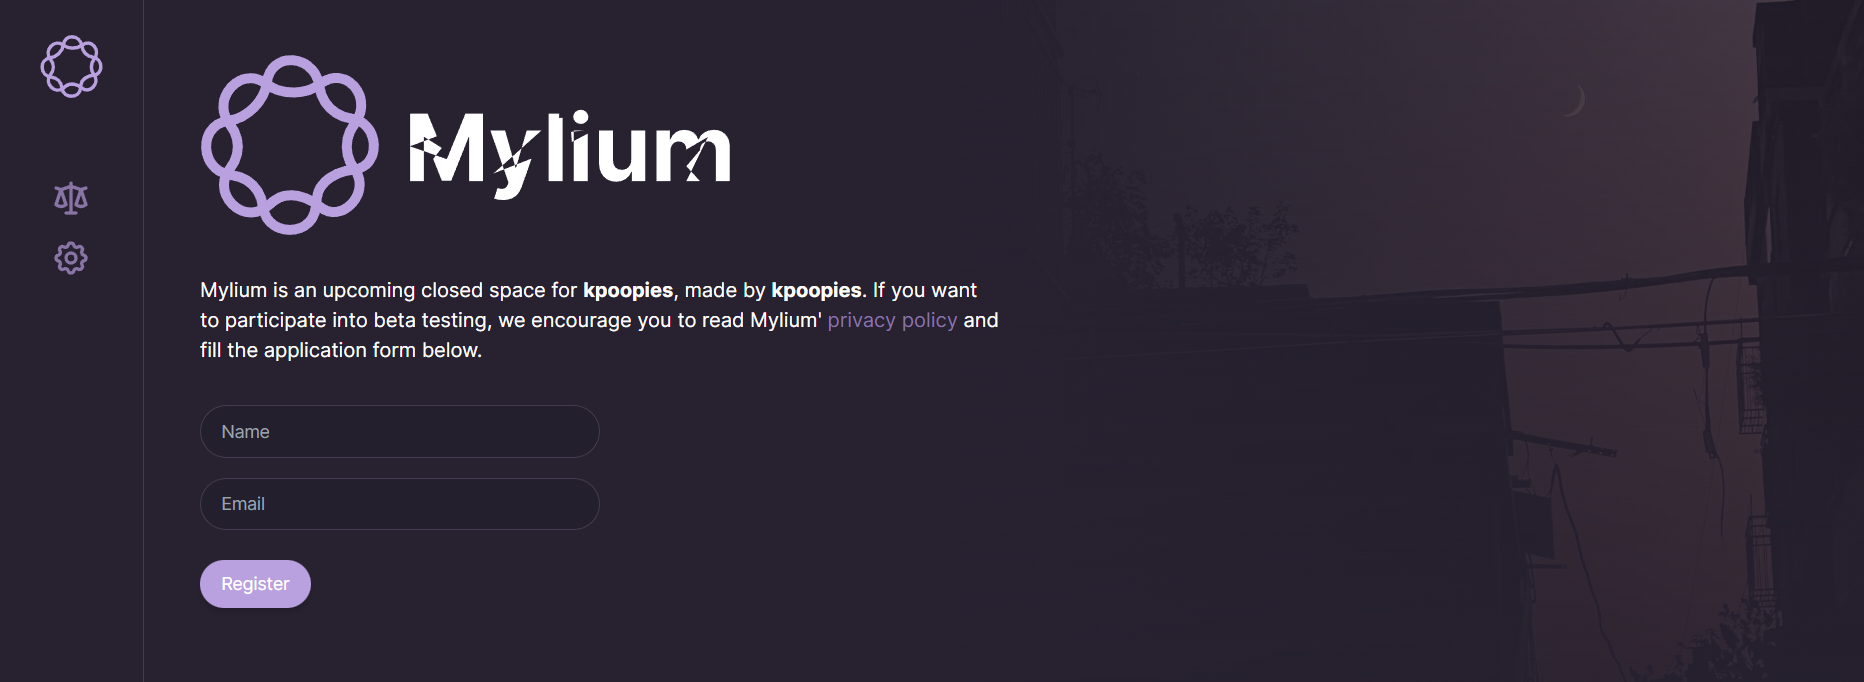 Mylium
Mylium is an upcoming closed space for kpoopies, made by kpoopies. If you want
to participate into beta testing, we encourage you to read Mylium' privacy policy and
fill the application form below.
Name
Email
Register